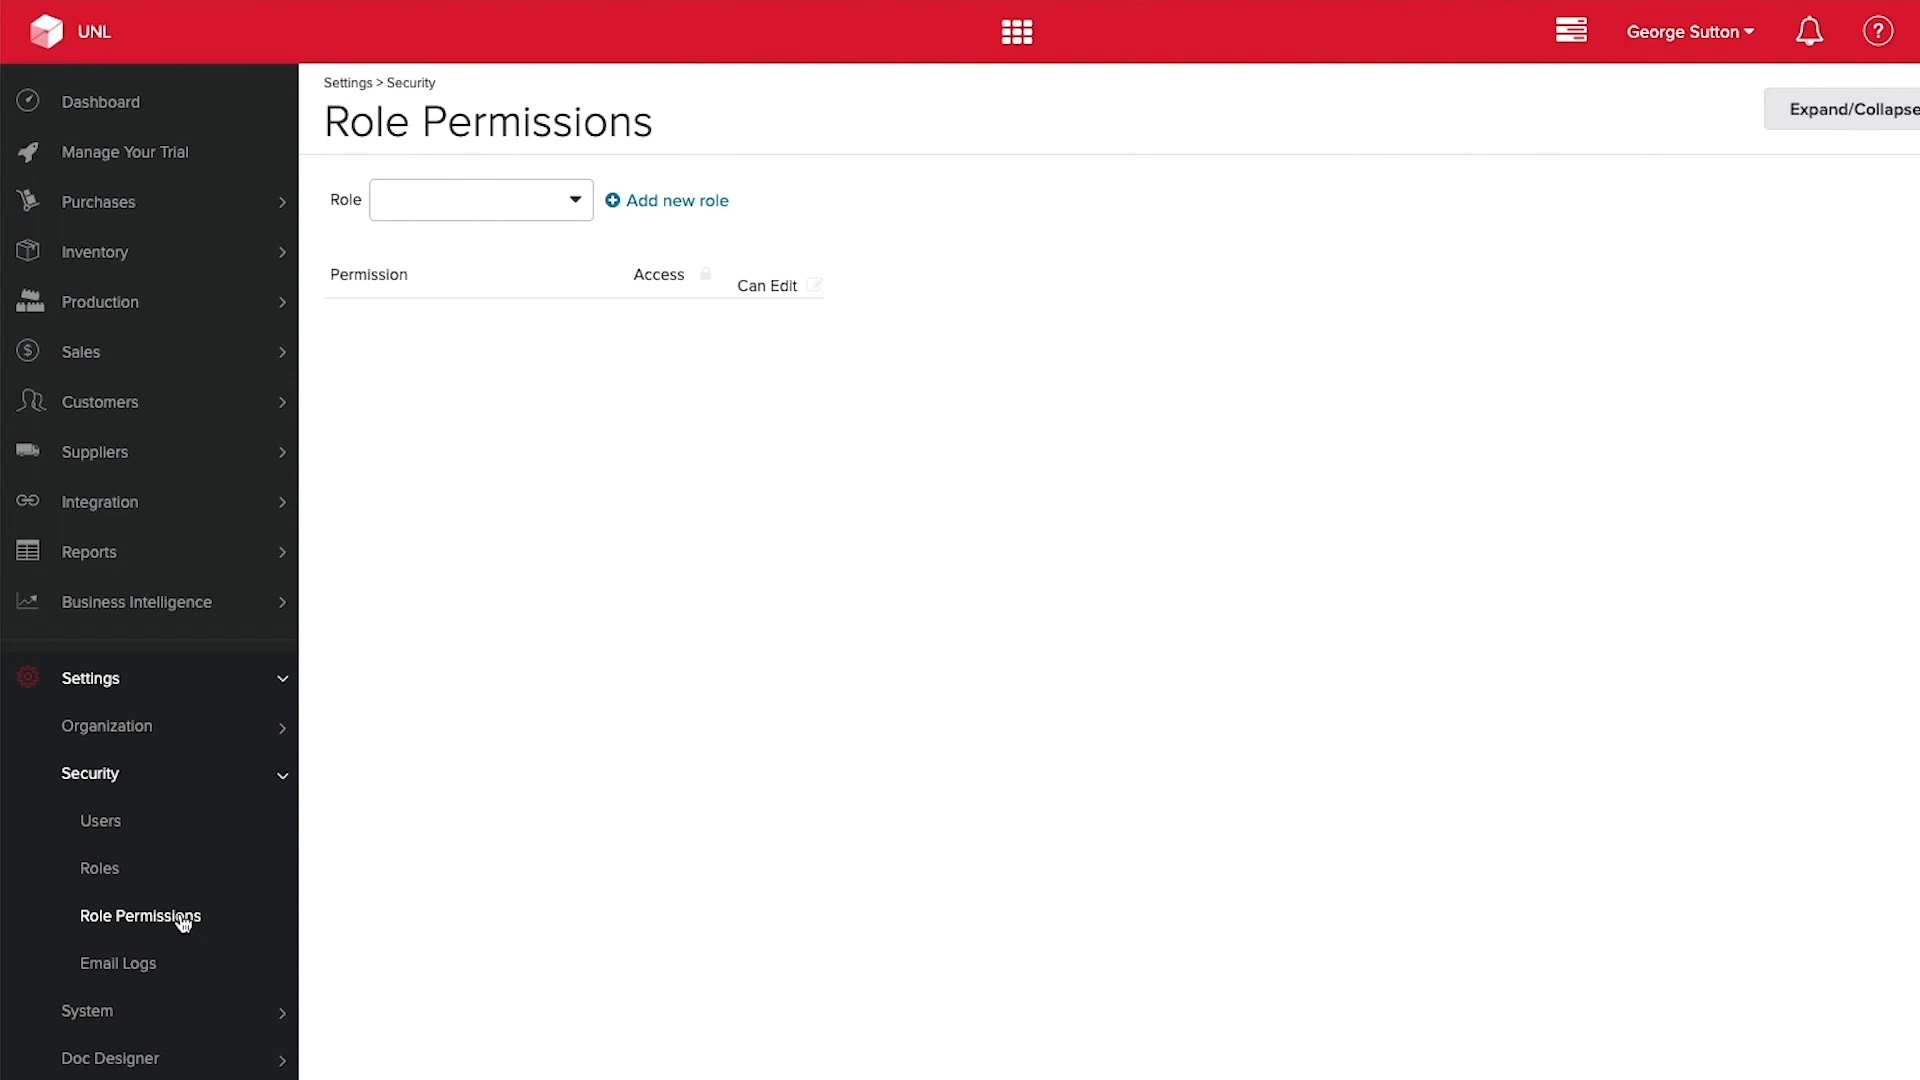 UNL
George Sutton
?
Dashboard
Manage Your Trial
Purchases
Inventory
Production
$
Sales
Customers
Suppliers
Integration
Reports
Business Intelligence
Settings
Organization
Security
Users
Roles
Role Permissions
Email Logs
System
Doc Designer
Settings > Security
Role Permissions
Expand/Collapse
Role
Add new role
Permission Access
Can Edit